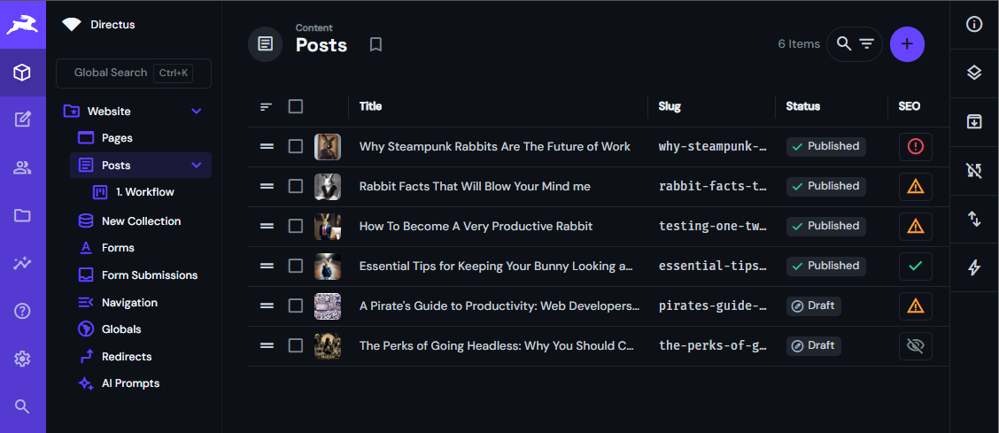 Directus
Global Search Ctrl+K
Website
Pages
Posts
1. Workflow
New Collection
Forms
Form Submissions
Navigation
Globals
Redirects
AI Prompts
Content
Posts
6 Items
Title Slug Status SEO
Why Steampunk Rabbits Are The Future of Work why-steampunk-… Published
Rabbit Facts That Will Blow Your Mind me rabbit-facts-t… Published
How To Become A Very Productive Rabbit testing-one-tw… Published
Essential Tips for Keeping Your Bunny Looking a… essential-tips… Published
A Pirate's Guide to Productivity: Web Developers… pirates-guide-… Draft
The Perks of Going Headless: Why You Should C… the-perks-of-g… Draft